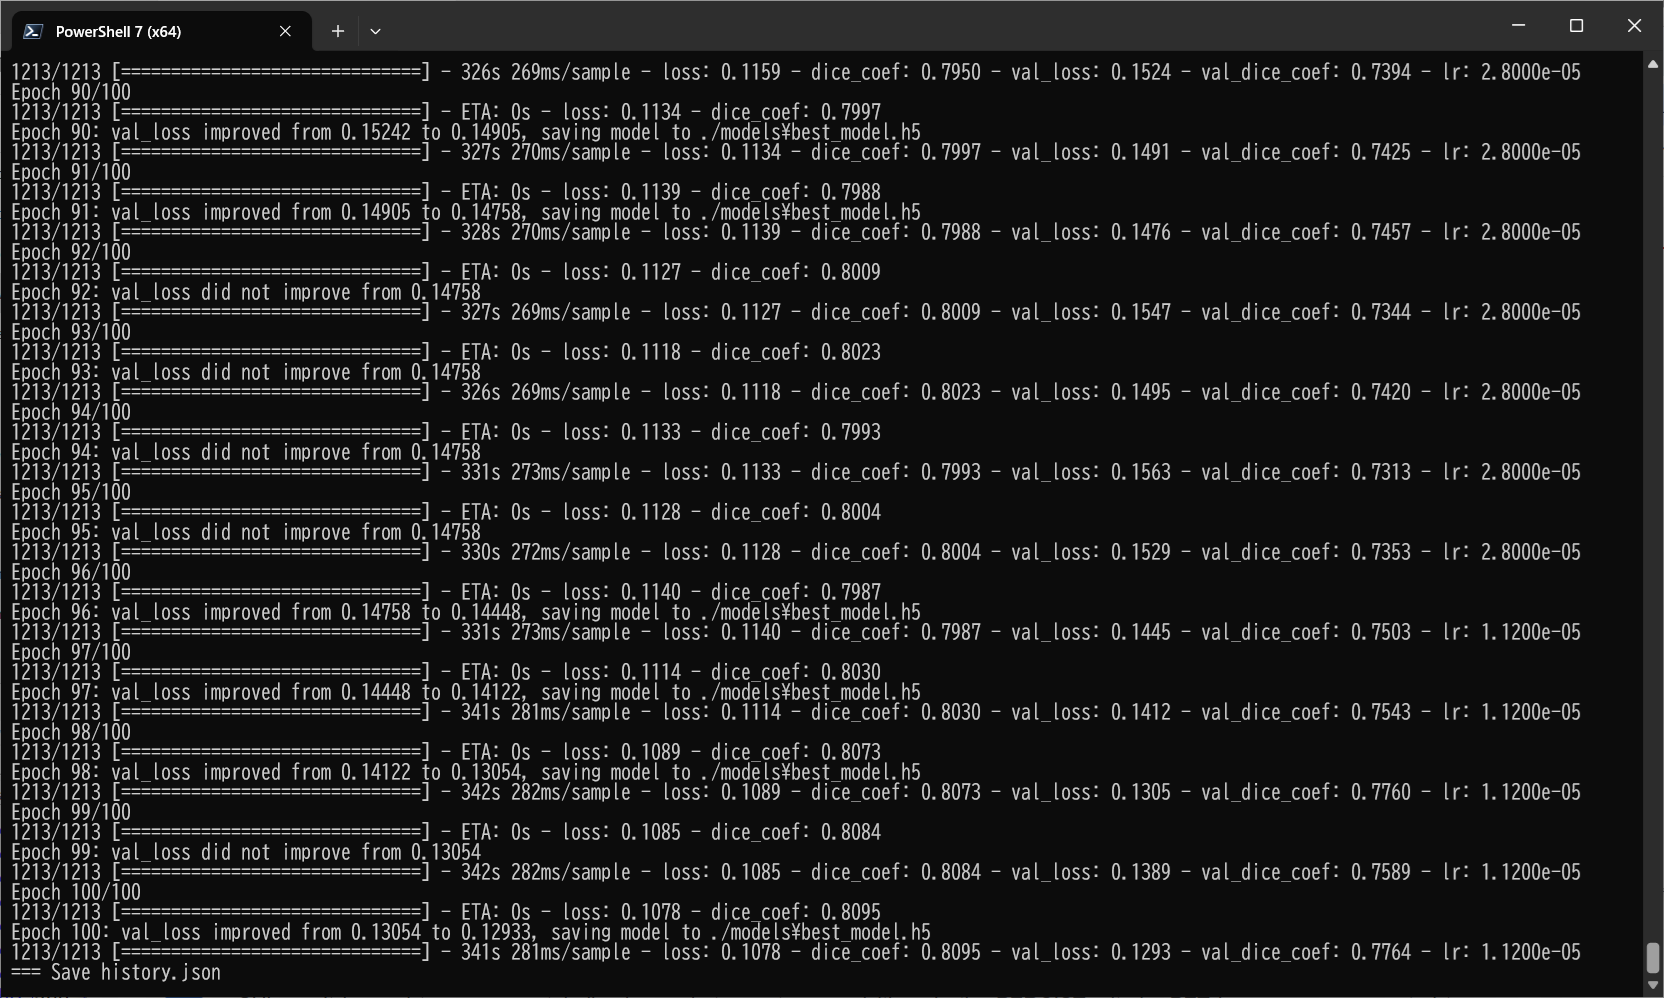 PowerShell 7 (x64)
1213/1213 [==============================] - 326s 269ms/sample - loss: 0.1159 - dice_coef: 0.7950 - val_loss: 0.1524 - val_dice_coef: 0.7394 - lr: 2.8000e-05
Epoch 90/100
1213/1213 [==============================] - ETA: 0s - loss: 0.1134 - dice_coef: 0.7997
Epoch 90: val_loss improved from 0.15242 to 0.14905, saving model to ./models¥best_model.h5
1213/1213 [==============================] - 327s 270ms/sample - loss: 0.1134 - dice_coef: 0.7997 - val_loss: 0.1491 - val_dice_coef: 0.7425 - lr: 2.8000e-05
Epoch 91/100
1213/1213 [==============================] - ETA: 0s - loss: 0.1139 - dice_coef: 0.7988
Epoch 91: val_loss improved from 0.14905 to 0.14758, saving model to ./models¥best_model.h5
1213/1213 [==============================] - 328s 270ms/sample - loss: 0.1139 - dice_coef: 0.7988 - val_loss: 0.1476 - val_dice_coef: 0.7457 - lr: 2.8000e-05
Epoch 92/100
1213/1213 [==============================] - ETA: 0s - loss: 0.1127 - dice_coef: 0.8009
Epoch 92: val_loss did not improve from 0.14758
1213/1213 [==============================] - 327s 269ms/sample - loss: 0.1127 - dice_coef: 0.8009 - val_loss: 0.1547 - val_dice_coef: 0.7344 - lr: 2.8000e-05
Epoch 93/100
1213/1213 [==============================] - ETA: 0s - loss: 0.1118 - dice_coef: 0.8023
Epoch 93: val_loss did not improve from 0.14758
1213/1213 [==============================] - 326s 269ms/sample - loss: 0.1118 - dice_coef: 0.8023 - val_loss: 0.1495 - val_dice_coef: 0.7420 - lr: 2.8000e-05
Epoch 94/100
1213/1213 [==============================] - ETA: 0s - loss: 0.1133 - dice_coef: 0.7993
Epoch 94: val_loss did not improve from 0.14758
1213/1213 [==============================] - 331s 273ms/sample - loss: 0.1133 - dice_coef: 0.7993 - val_loss: 0.1563 - val_dice_coef: 0.7313 - lr: 2.8000e-05
Epoch 95/100
1213/1213 [==============================] - ETA: 0s - loss: 0.1128 - dice_coef: 0.8004
Epoch 95: val_loss did not improve from 0.14758
1213/1213 [==============================] - 330s 272ms/sample - loss: 0.1128 - dice_coef: 0.8004 - val_loss: 0.1529 - val_dice_coef: 0.7353 - lr: 2.8000e-05
Epoch 96/100
1213/1213 [==============================] - ETA: 0s - loss: 0.1140 - dice_coef: 0.7987
Epoch 96: val_loss improved from 0.14758 to 0.14448, saving model to ./models¥best_model.h5
1213/1213 [==============================] - 331s 273ms/sample - loss: 0.1140 - dice_coef: 0.7987 - val_loss: 0.1445 - val_dice_coef: 0.7503 - lr: 1.1200e-05
Epoch 97/100
1213/1213 [==============================] - ETA: 0s - loss: 0.1114 - dice_coef: 0.8030
Epoch 97: val_loss improved from 0.14448 to 0.14122, saving model to ./models¥best_model.h5
1213/1213 [==============================] - 341s 281ms/sample - loss: 0.1114 - dice_coef: 0.8030 - val_loss: 0.1412 - val_dice_coef: 0.7543 - lr: 1.1200e-05
Epoch 98/100
1213/1213 [==============================] - ETA: 0s - loss: 0.1089 - dice_coef: 0.8073
Epoch 98: val_loss improved from 0.14122 to 0.13054, saving model to ./models¥best_model.h5
1213/1213 [==============================] - 342s 282ms/sample - loss: 0.1089 - dice_coef: 0.8073 - val_loss: 0.1305 - val_dice_coef: 0.7760 - lr: 1.1200e-05
Epoch 99/100
1213/1213 [==============================] - ETA: 0s - loss: 0.1085 - dice_coef: 0.8084
Epoch 99: val_loss did not improve from 0.13054
1213/1213 [==============================] - 342s 282ms/sample - loss: 0.1085 - dice_coef: 0.8084 - val_loss: 0.1389 - val_dice_coef: 0.7589 - lr: 1.1200e-05
Epoch 100/100
1213/1213 [==============================] - ETA: 0s - loss: 0.1078 - dice_coef: 0.8095
Epoch 100: val_loss improved from 0.13054 to 0.12933, saving model to ./models¥best_model.h5
1213/1213 [==============================] - 341s 281ms/sample - loss: 0.1078 - dice_coef: 0.8095 - val_loss: 0.1293 - val_dice_coef: 0.7764 - lr: 1.1200e-05
=== Save history.json